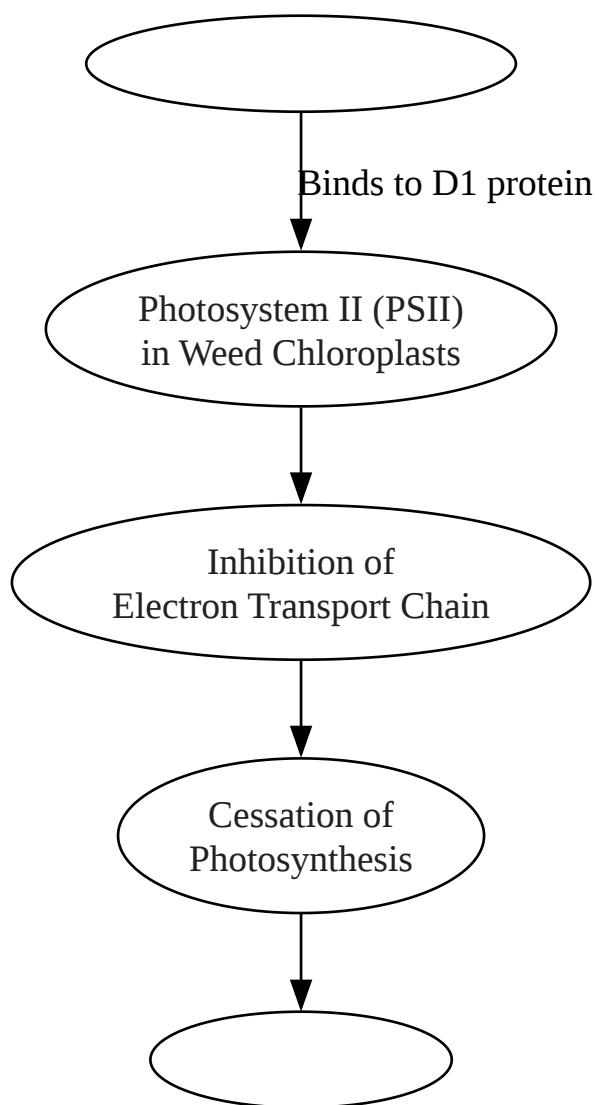 Binds to D1 protein
Photosystem II (PSII)
in Weed Chloroplasts
Inhibition of
Electron Transport Chain
Cessation of
Photosynthesis